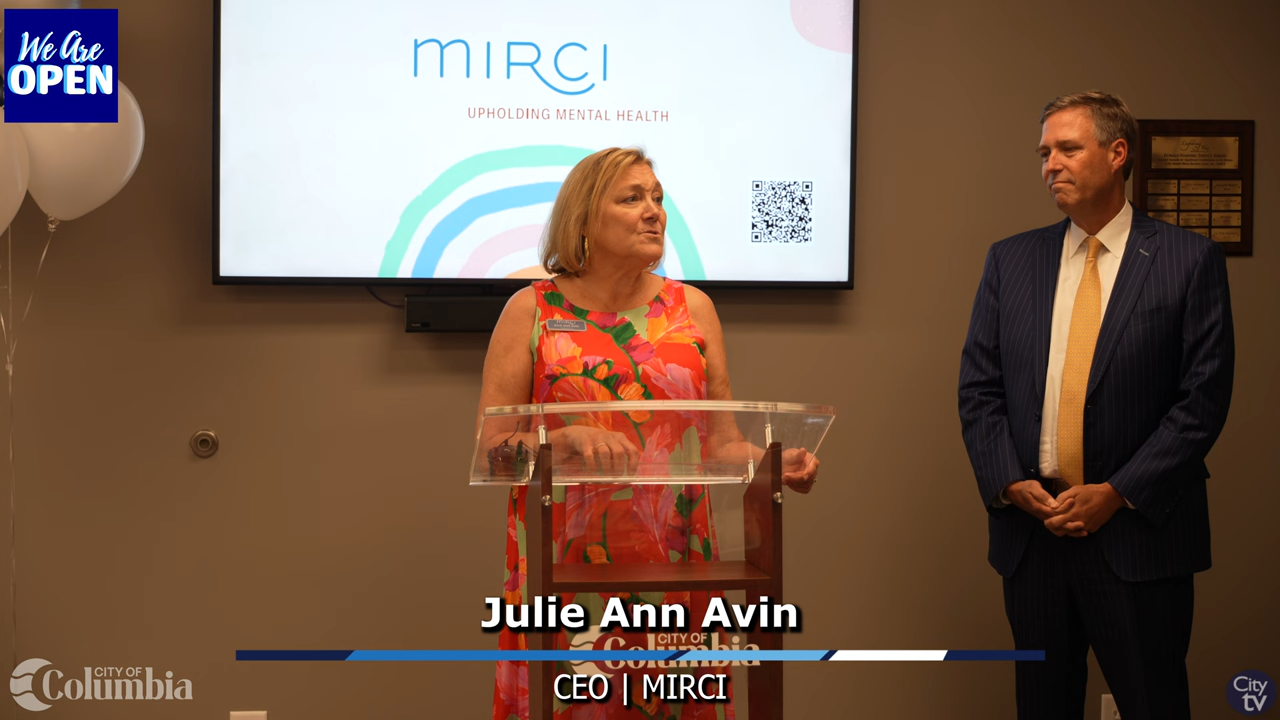 We Are
OPEN
MIRCI
UPHOLDING MENTAL HEALTH
Julie Ann Avin
CITY OF
Columbia
CEO | MIRCI
CITY OF
Columbia
City
tv